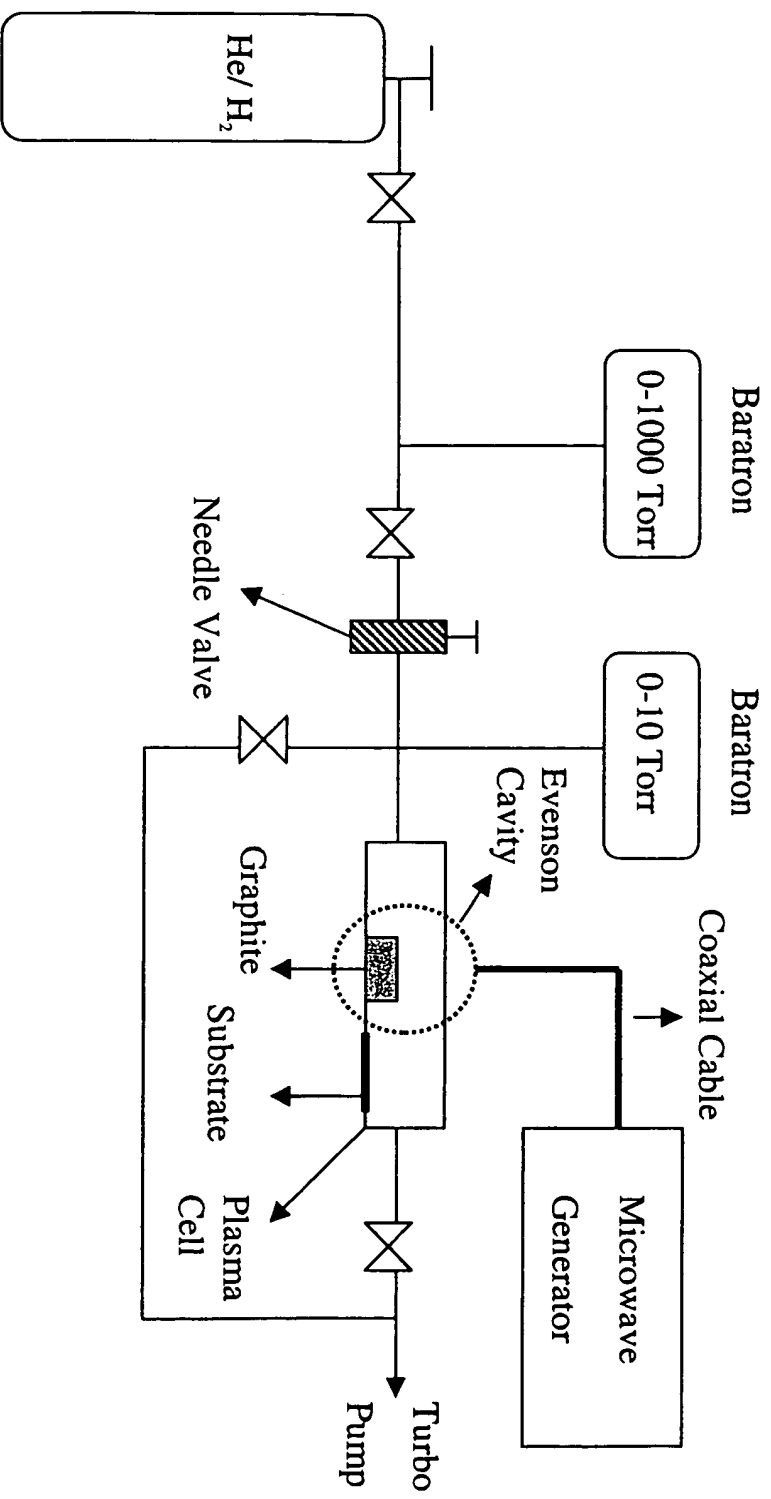 Baratron
Baratron
0-1000 Torr
0-10 Torr
Coaxial Cable
Microwave
Generator
Evenson
Cavity
He/ H₂
Needle Valve
Graphite
Substrate
Plasma
Cell
Turbo
Pump